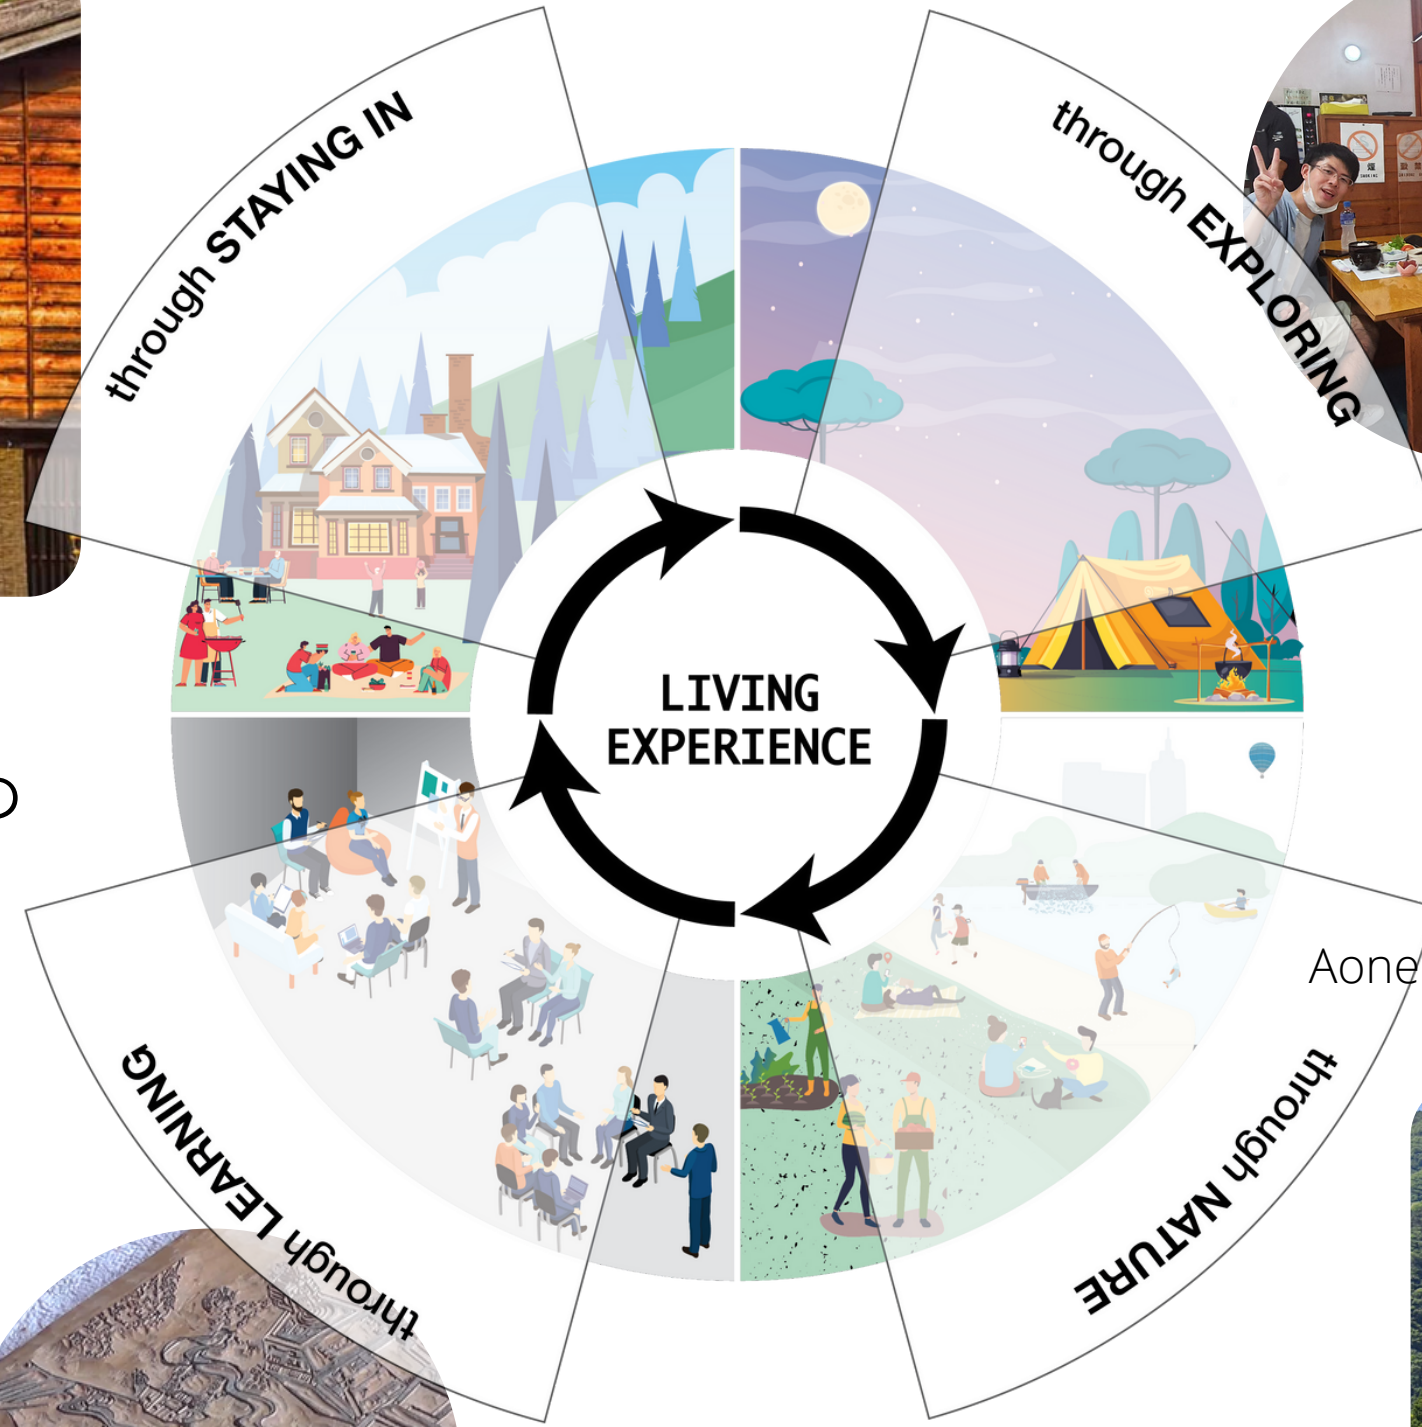 through STAYING IN
through EXPLORING
LIVING
EXPERIENCE
Aone
through LEARNING
through NATURE